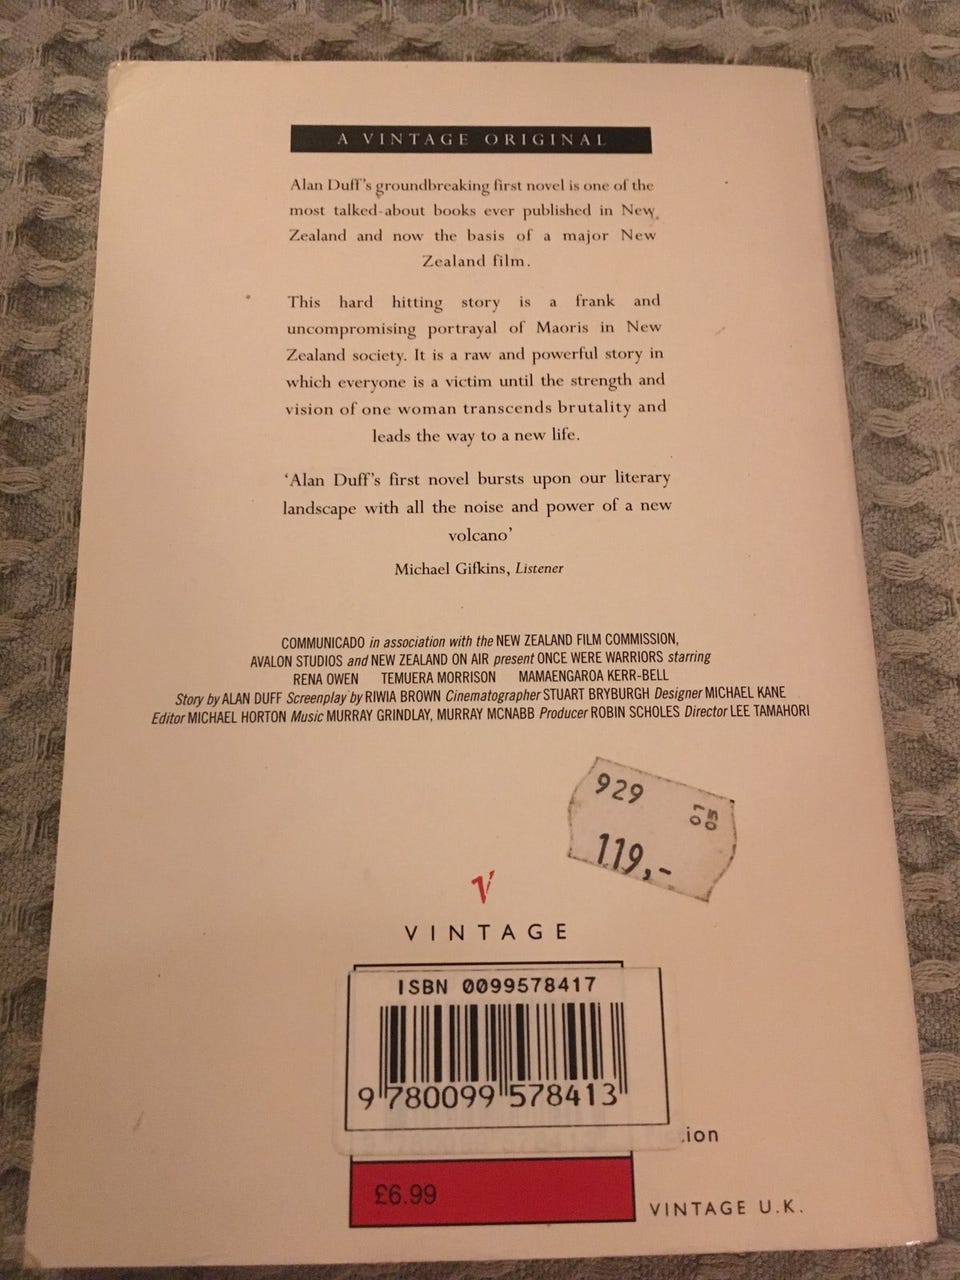 A VINTAGE ORIGINAL
Alan Duff's groundbreaking first novel is one of the
most talked-about books ever published in New
Zealand and now the basis of a major New
Zealand film.
This hard hitting story is a frank and
uncompromising portrayal of Maoris in New
Zealand society. It is a raw and powerful story in
which everyone is a victim until the strength and
vision of one woman transcends brutality and
leads the way to a new life.
'Alan Duff's first novel bursts upon our literary
landscape with all the noise and power of a new
volcano'
Michael Gifkins, Listener
COMMUNICADO in association with the NEW ZEALAND FILM COMMISSION,
AVALON STUDIOS and NEW ZEALAND ON AIR present ONCE WERE WARRIORS starring
RENA OWEN TEMUERA MORRISON MAMAENGAROA KERR-BELL
Story by ALAN DUFF Screenplay by RIWIA BROWN Cinematographer STUART BRYBURGH Designer MICHAEL KANE
Editor MICHAEL HORTON Music MURRAY GRINDLAY, MURRAY MCNABB Producer ROBIN SCHOLES Director LEE TAMAHORI
929
01
05
119,-
V
VINTAGE
ISBN 0099578417
9 780099 578413
ion
£6.99
VINTAGE U.K.